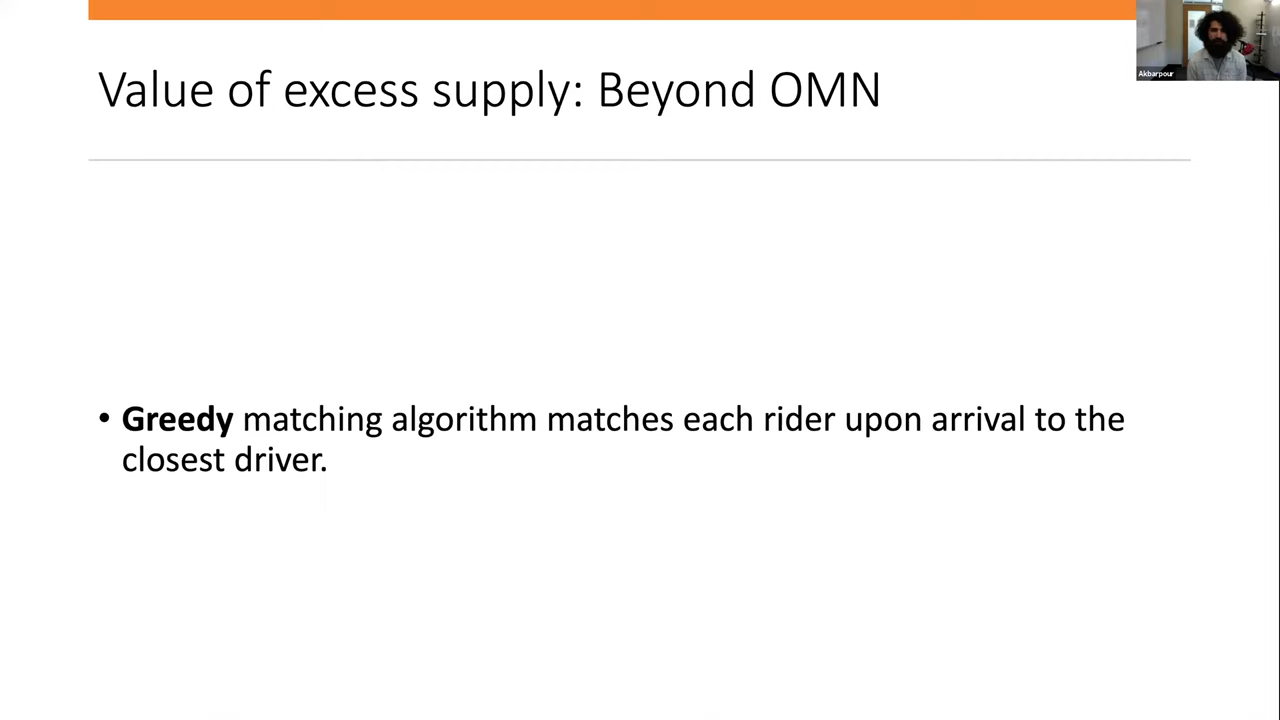 Akbarpour
Value of excess supply: Beyond OMN
• Greedy matching algorithm matches each rider upon arrival to the
closest driver.